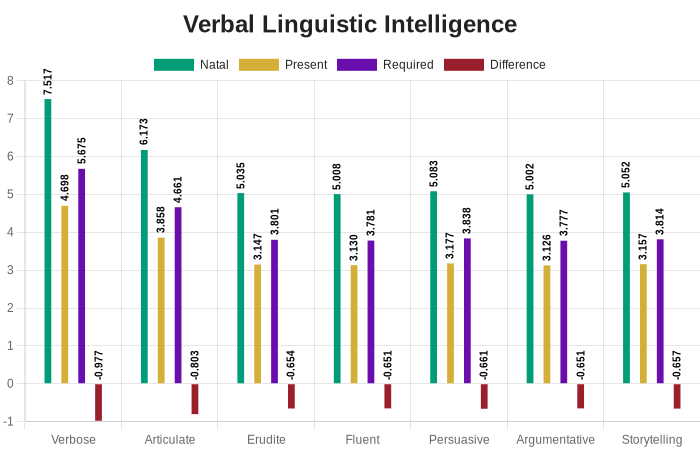 Verbal Linguistic Intelligence
Natal Present Required Difference
8
7
6
5
4
3
2
1
0
-1
7.517 4.698 5.675 -0.977
6.173 3.858 4.661 -0.803
5.035 3.147 3.801 -0.654
5.008 3.130 3.781 -0.651
5.083 3.177 3.838 -0.661
5.002 3.126 3.777 -0.651
5.052 3.157 3.814 -0.657
Verbose Articulate Erudite Fluent Persuasive Argumentative Storytelling